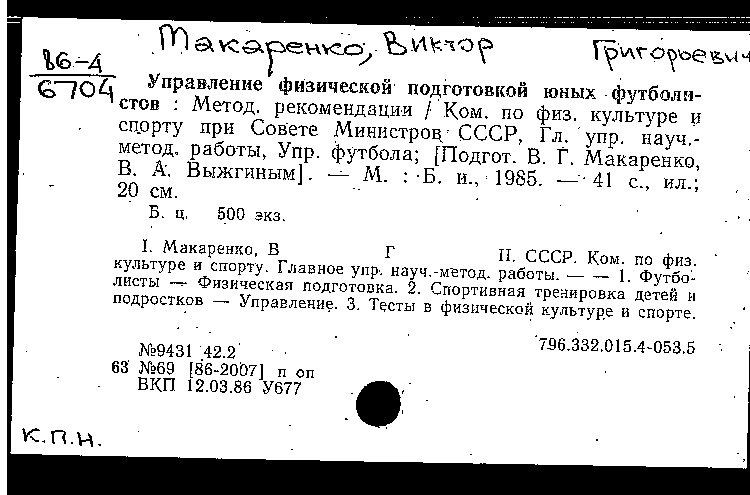 Макаренко, Виктор Григорьевич
86-4
6704
Управление физической подготовкой юных футболи-
стов : Метод. рекомендации / Ком. по физ. культуре и
спорту при Совете Министров СССР, Гл. упр. науч.-
метод. работы, Упр. футбола; [Подгот. В. Г. Макаренко,
В. А. Выжгиным]. — М. : Б. и., 1985. — 41 с., ил.;
20 см.
Б. ц. 500 экз.
I. Макаренко, В Г II. СССР. Ком. по физ.
культуре и спорту. Главное упр. науч.-метод. работы. — — 1. Футбо-
листы — Физическая подготовка. 2. Спортивная тренировка детей и
подростков — Управление. 3. Тесты в физической культуре и спорте.
796.332.015.4-053.5
№9431 42.2
63 №69 [86-2007] п оп
ВКП 12.03.86 У677
К.П.Н.